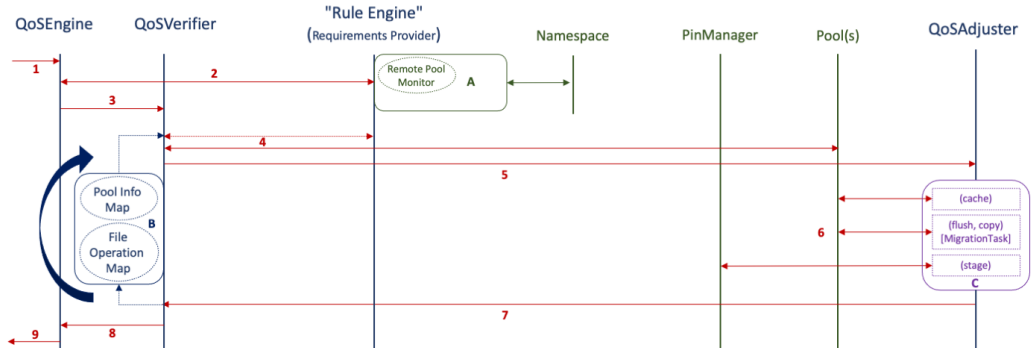 QoSEngine
QoSVerifier
"Rule Engine"
(Requirements Provider)
Namespace
PinManager
Pool(s)
QoSAdjuster
1
2
Remote Pool
Monitor
A
3
4
5
Pool Info
Map
B
File
Operation
Map
(cache)
6
(flush, copy)
[MigrationTask]
(stage)
C
7
8
9